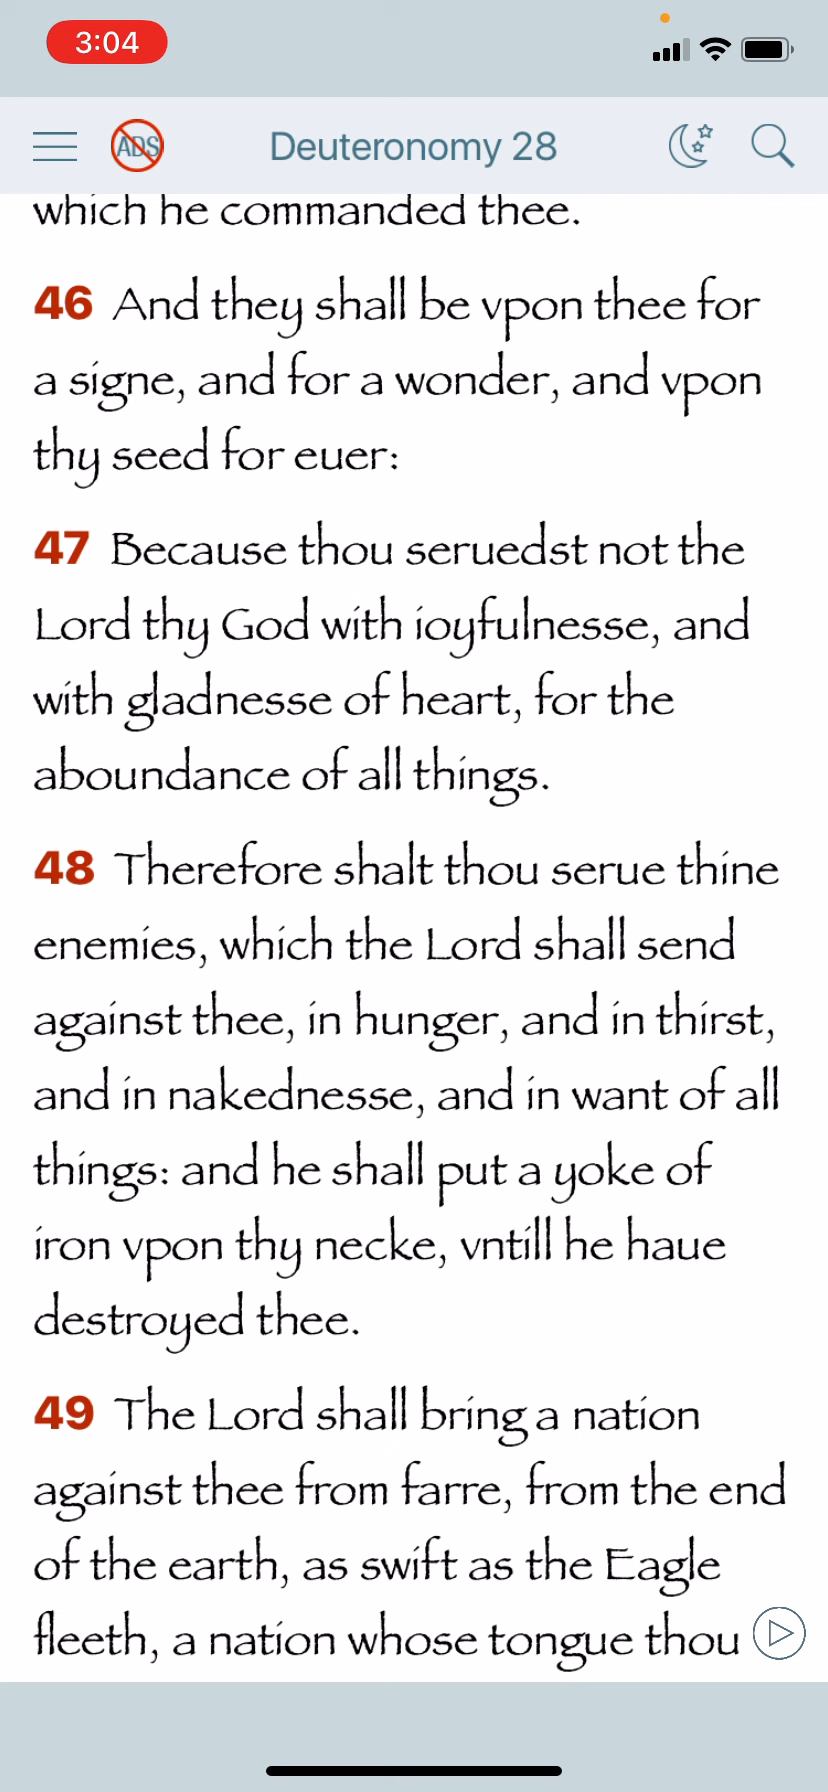 3:04
ADS
Deuteronomy 28
which he commanded thee.
46 And they shall be vpon thee for
a signe, and for a wonder, and vpon
thy seed for euer:
47 Because thou seruedst not the
Lord thy God with ioyfulnesse, and
with gladnesse of heart, for the
aboundance of all things.
48 Therefore shalt thou serue thine
enemies, which the Lord shall send
against thee, in hunger, and in thirst,
and in nakednesse, and in want of all
things: and he shall put a yoke of
iron vpon thy necke, vntill he haue
destroyed thee.
49 The Lord shall bring a nation
against thee from farre, from the end
of the earth, as swift as the Eagle
fleeth, a nation whose tongue thou